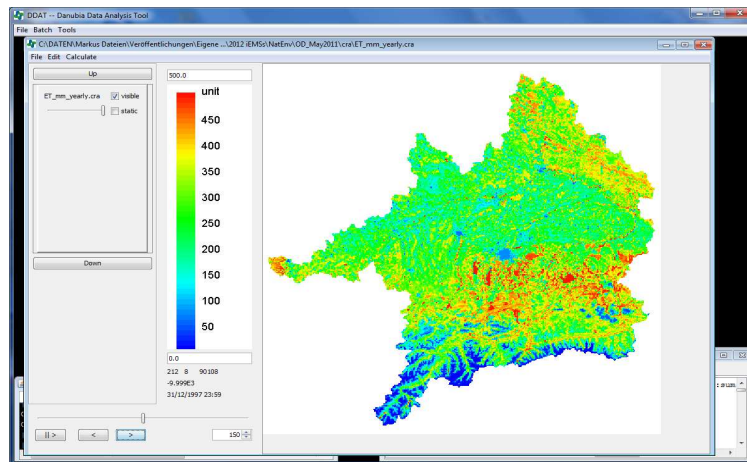 DDAT -- Danubia Data Analysis Tool
File Batch Tools
C:\DATEN\Markus Dateien\Veröffentlichungen\Eigene ...\2012 iEMSs\NatEnv\OD_May2011\cra\ET_mm_yearly.cra
File Edit Calculate
Up
500.0
ET_mm_yearly.cra visible
static
unit
450
400
350
300
250
200
150
100
50
Down
0.0
212 8 90108
-9.999E3
31/12/1997 23:59
|| >
<
>
150
:sum